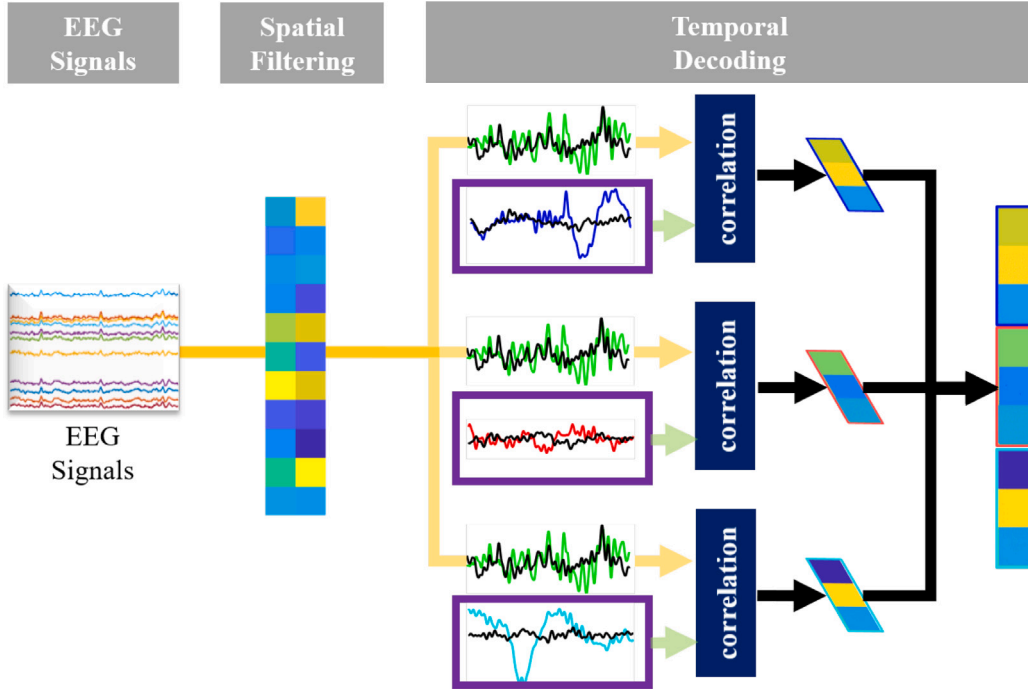 EEG
Signals
Spatial
Filtering
Temporal
Decoding
correlation
correlation
EEG
Signals
correlation